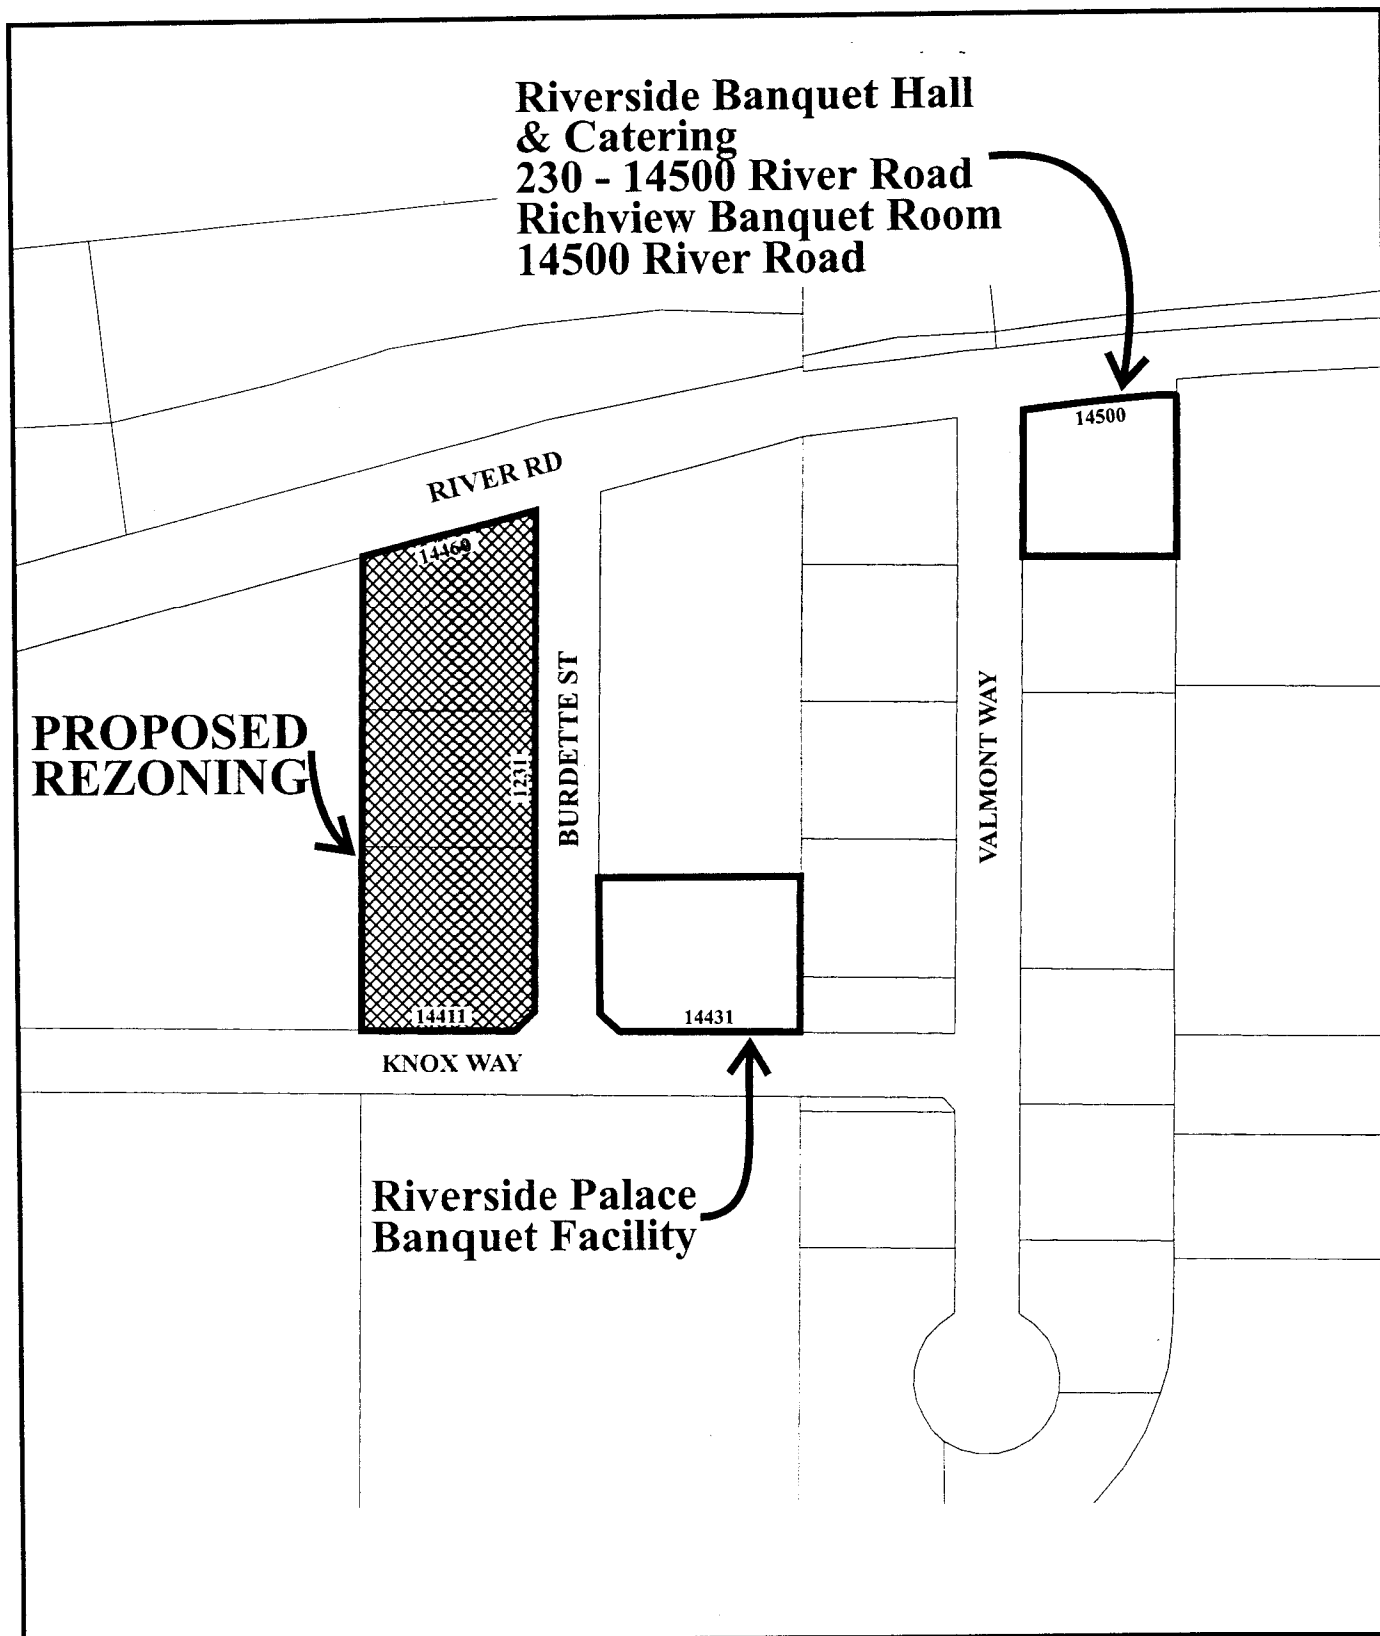 Riverside Banquet Hall
& Catering
230 - 14500 River Road
Richview Banquet Room
14500 River Road
14500
RIVER RD
14460
PROPOSED
REZONING
12311
BURDETTE ST
VALMONT WAY
14411
14431
KNOX WAY
Riverside Palace
Banquet Facility